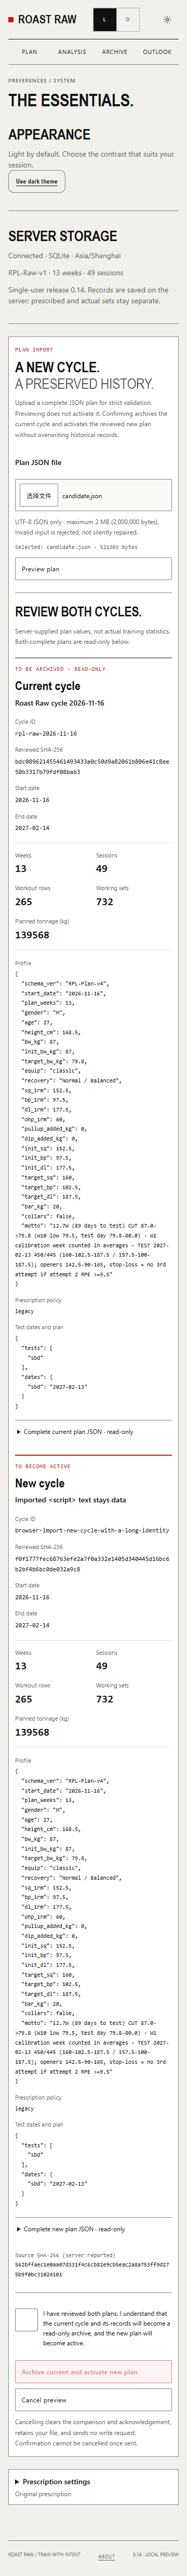 ROAST RAW
L
D
PLAN
ANALYSIS
ARCHIVE
OUTLOOK
PREFERENCES / SYSTEM
THE ESSENTIALS.
APPEARANCE
Light by default. Choose the contrast that suits your
session.
Use dark theme
SERVER STORAGE
Connected · SQLite · Asia/Shanghai
RPL-Raw-v1 · 13 weeks · 49 sessions
Single-user release 0.14. Records are saved on the
server; prescribed and actual sets stay separate.
PLAN IMPORT
A NEW CYCLE.
A PRESERVED HISTORY.
Upload a complete JSON plan for strict validation.
Previewing does not activate it. Confirming archives the
current cycle and activates the reviewed new plan
without overwriting historical records.
Plan JSON file
选择文件
candidate.json
UTF-8 JSON only · maximum 2 MB (2,000,000 bytes).
Invalid input is rejected, not silently repaired.
Selected: candidate.json · 521303 bytes
Preview plan
REVIEW BOTH CYCLES.
Server-supplied plan values, not actual training statistics.
Both complete plans are read-only below.
TO BE ARCHIVED · READ-ONLY
Current cycle
Roast Raw cycle 2026-11-16
Cycle ID
rpl-raw-2026-11-16
Reviewed SHA-256
Start date
2026-11-16
End date
2027-02-14
Weeks
Sessions
13
49
Workout rows
Working sets
265
732
Planned tonnage (kg)
139568
Profile
{
"schema_ver": "RPL-Plan-v4",
"start_date": "2026-11-16",
"plan_weeks": 13,
"gender": "M",
"age": 27,
"height_cm": 168.5,
"bw_kg": 87,
"init_bw_kg": 87,
"target_bw_kg": 79.8,
"equip": "classic",
"recovery": "Normal / Balanced",
"sq_1rm": 152.5,
"bp_1rm": 97.5,
"dl_1rm": 177.5,
"ohp_1rm": 60,
"pullup_added_kg": 0,
"dip_added_kg": 0,
"init_sq": 152.5,
"init_bp": 97.5,
"init_dl": 177.5,
"target_sq": 160,
"target_bp": 102.5,
"target_dl": 187.5,
"bar_kg": 20,
"collars": false,
"motto": "12.7W (89 days to test) CUT 87.0-
>79.8 (W10 low 79.5, test day 79.8-80.0) · W1
calibration week counted in averages · TEST 2027-
02-13 450/445 (160-102.5-187.5 / 157.5-100-
187.5); openers 142.5-90-165, stop-loss = no 3rd
attempt if attempt 2 RPE >=9.5"
}
Prescription policy
legacy
Test dates and plan
{
"tests": [
"sbd"
],
"dates": {
"sbd": "2027-02-13"
}
}
Complete current plan JSON · read-only
TO BECOME ACTIVE
New cycle
Imported <script> text stays data
Cycle ID
browser-import-new-cycle-with-a-long-identity
Reviewed SHA-256
Start date
2026-11-16
End date
2027-02-14
Weeks
Sessions
13
49
Workout rows
Working sets
265
732
Planned tonnage (kg)
139568
Profile
{
"schema_ver": "RPL-Plan-v4",
"start_date": "2026-11-16",
"plan_weeks": 13,
"gender": "M",
"age": 27,
"height_cm": 168.5,
"bw_kg": 87,
"init_bw_kg": 87,
"target_bw_kg": 79.8,
"equip": "classic",
"recovery": "Normal / Balanced",
"sq_1rm": 152.5,
"bp_1rm": 97.5,
"dl_1rm": 177.5,
"ohp_1rm": 60,
"pullup_added_kg": 0,
"dip_added_kg": 0,
"init_sq": 152.5,
"init_bp": 97.5,
"init_dl": 177.5,
"target_sq": 160,
"target_bp": 102.5,
"target_dl": 187.5,
"bar_kg": 20,
"collars": false,
"motto": "12.7W (89 days to test) CUT 87.0-
>79.8 (W10 low 79.5, test day 79.8-80.0) · W1
calibration week counted in averages · TEST 2027-
02-13 450/445 (160-102.5-187.5 / 157.5-100-
187.5); openers 142.5-90-165, stop-loss = no 3rd
attempt if attempt 2 RPE >=9.5"
}
Prescription policy
legacy
Test dates and plan
{
"tests": [
"sbd"
],
"dates": {
"sbd": "2027-02-13"
}
}
Complete new plan JSON · read-only
Source SHA-256 (server reported)
I have reviewed both plans. I understand that
the current cycle and its records will become a
read-only archive, and the new plan will
become active.
Archive current and activate new plan
Cancel preview
Cancelling clears the comparison and acknowledgement,
retains your file, and sends no write request.
Confirmation cannot be cancelled once sent.
Prescription settings
Original prescription
ROAST RAW / TRAIN WITH INTENT
ABOUT
0.14 · LOCAL PREVIEW